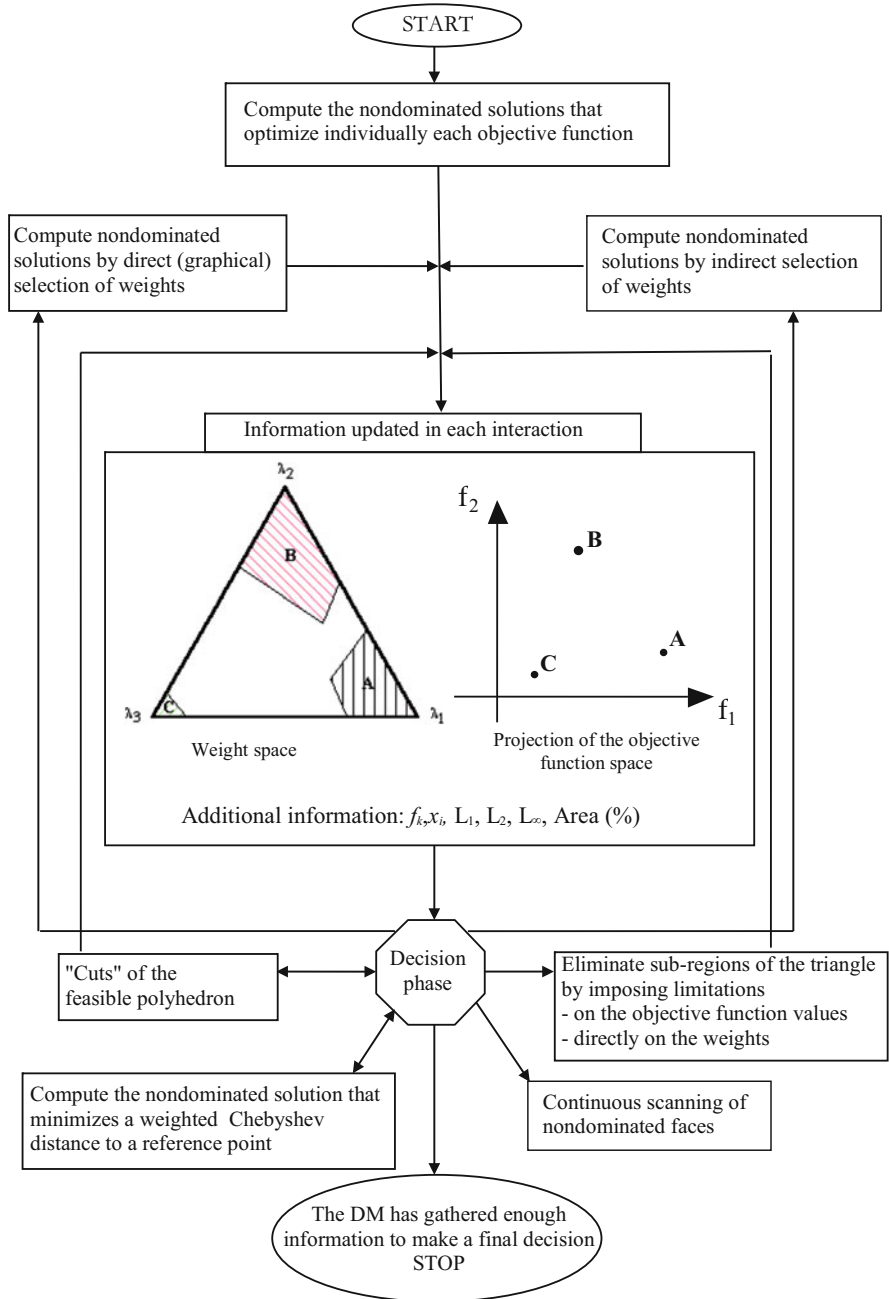 START
Compute the nondominated solutions that
optimize individually each objective function
Compute nondominated
solutions by direct (graphical)
selection of weights
Compute nondominated
solutions by indirect selection
of weights
Information updated in each interaction
λ2
B
A
C
λ3
λ1
Weight space
f2
B
A
C
f1
Projection of the objective
function space
Additional information: fk,xi, L1, L2, L∞, Area (%)
Decision
phase
"Cuts" of the
feasible polyhedron
Eliminate sub-regions of the triangle
by imposing limitations
- on the objective function values
- directly on the weights
Compute the nondominated solution that
minimizes a weighted Chebyshev
distance to a reference point
Continuous scanning of
nondominated faces
The DM has gathered enough
information to make a final decision
STOP